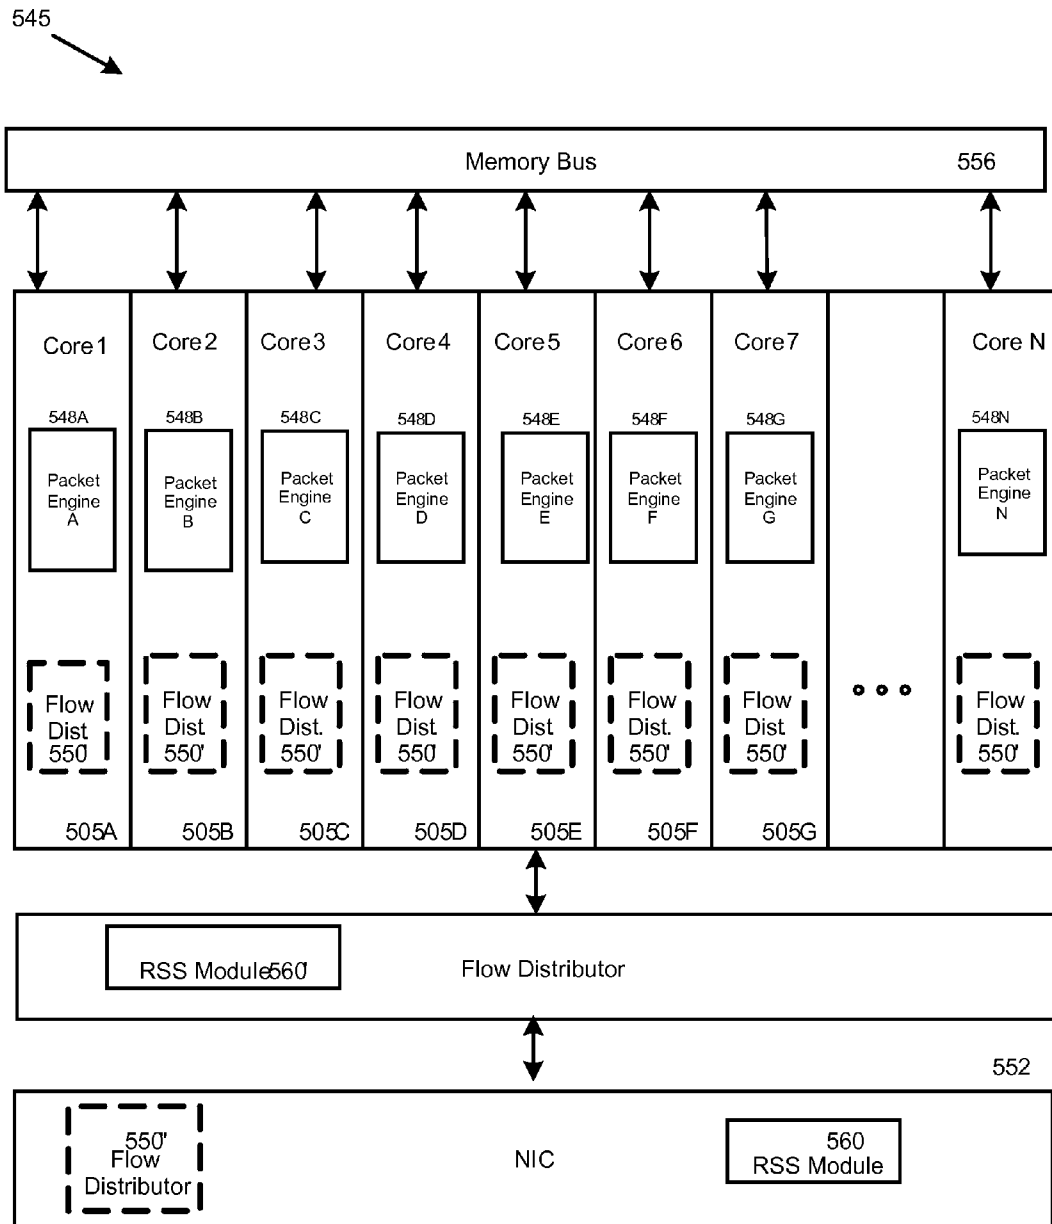 545
Memory Bus 556
Core 1 Core 2 Core 3 Core 4 Core 5 Core 6 Core 7 Core N
548A 548B 548C 548D 548E 548F 548G 548N
Packet Packet Packet Packet Packet Packet Packet Packet
Engine Engine Engine Engine Engine Engine Engine Engine
A B C D E F G N
Flow Flow Flow Flow Flow Flow Flow Flow
Dist. Dist. Dist. Dist. Dist. Dist. Dist. Dist.
550' 550' 550' 550' 550' 550' 550' 550'
505A 505B 505C 505D 505E 505F 505G
RSS Module 560' Flow Distributor
552
550' NIC 560
Flow RSS Module
Distributor